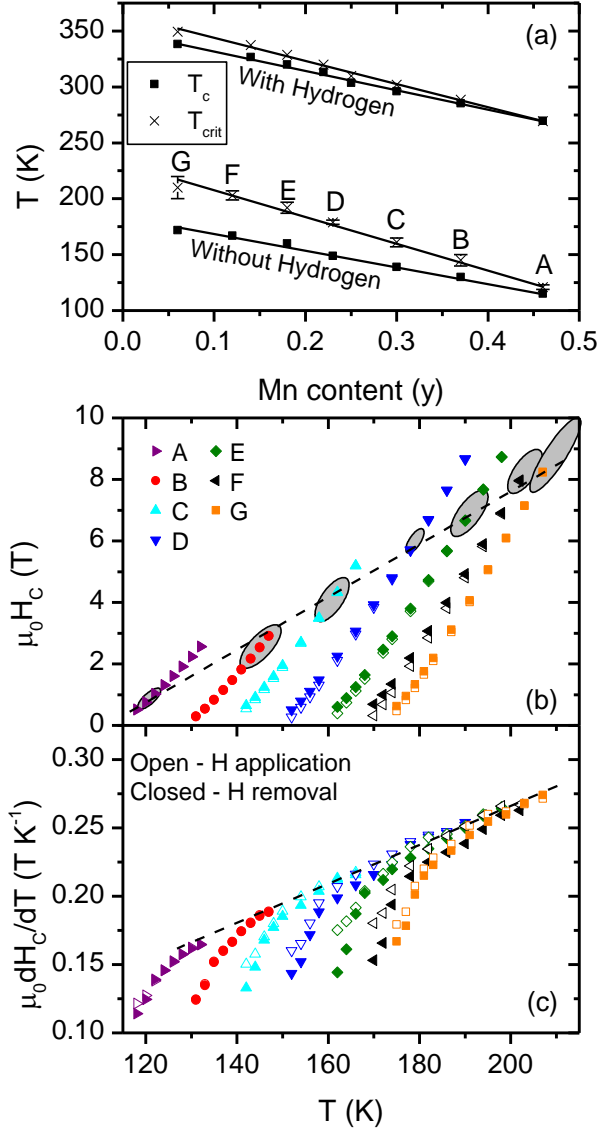 (a)
350
300
250
200
150
100
T (K)
T_c
T_crit
With Hydrogen
G F E D C B A
Without Hydrogen
0.0 0.1 0.2 0.3 0.4 0.5
Mn content (y)
10
8
6
4
2
0
μ₀H_C (T)
A E
B F
C G
D
(b)
0.30
0.25
0.20
0.15
0.10
μ₀dH_C/dT (T K⁻¹)
Open - H application
Closed - H removal
(c)
120 140 160 180 200
T (K)